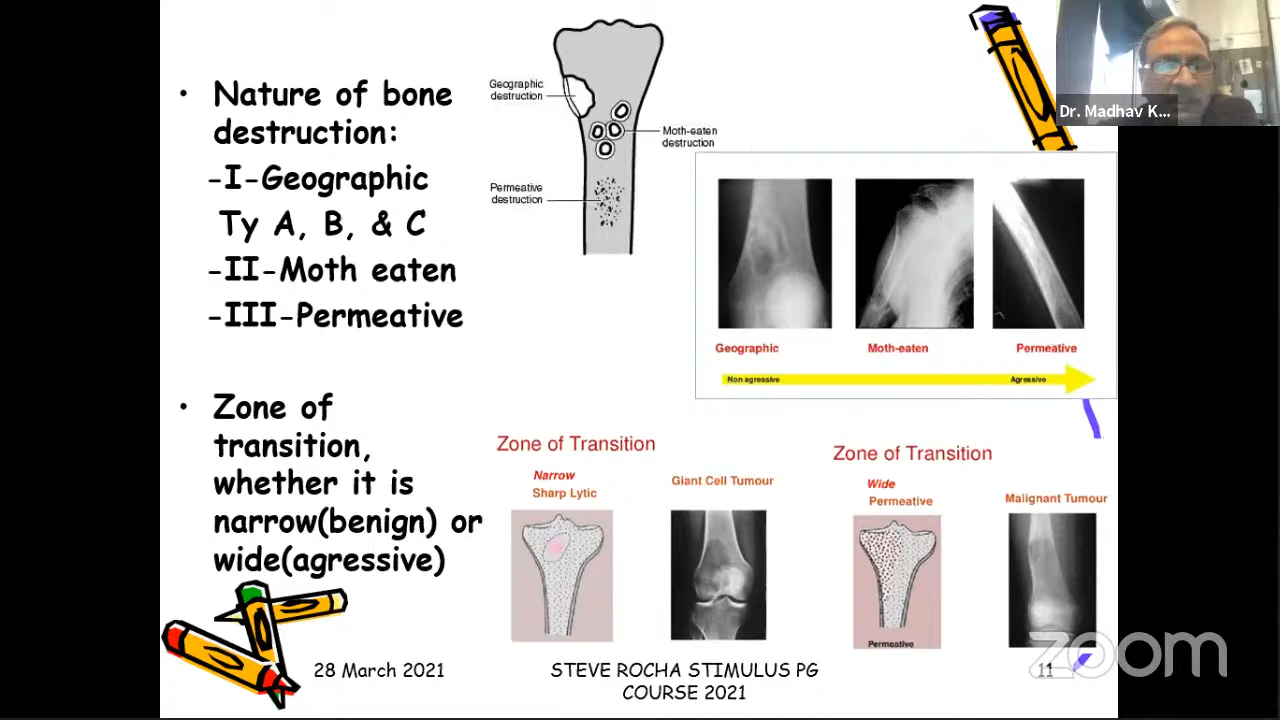 • Nature of bone
destruction:
-I-Geographic
Ty A, B, & C
-II-Moth eaten
-III-Permeative
• Zone of
transition,
whether it is
narrow(benign) or
wide(agressive)
Geographic
destruction
Moth-eaten
destruction
Permeative
destruction
Dr. Madhav K...
Geographic
Moth-eaten
Permeative
Non agressive
Agressive
Zone of Transition
Narrow
Sharp Lytic
Giant Cell Tumour
Zone of Transition
Wide
Permeative
Malignant Tumour
Permeative
28 March 2021
STEVE ROCHA STIMULUS PG
COURSE 2021
11
zoom